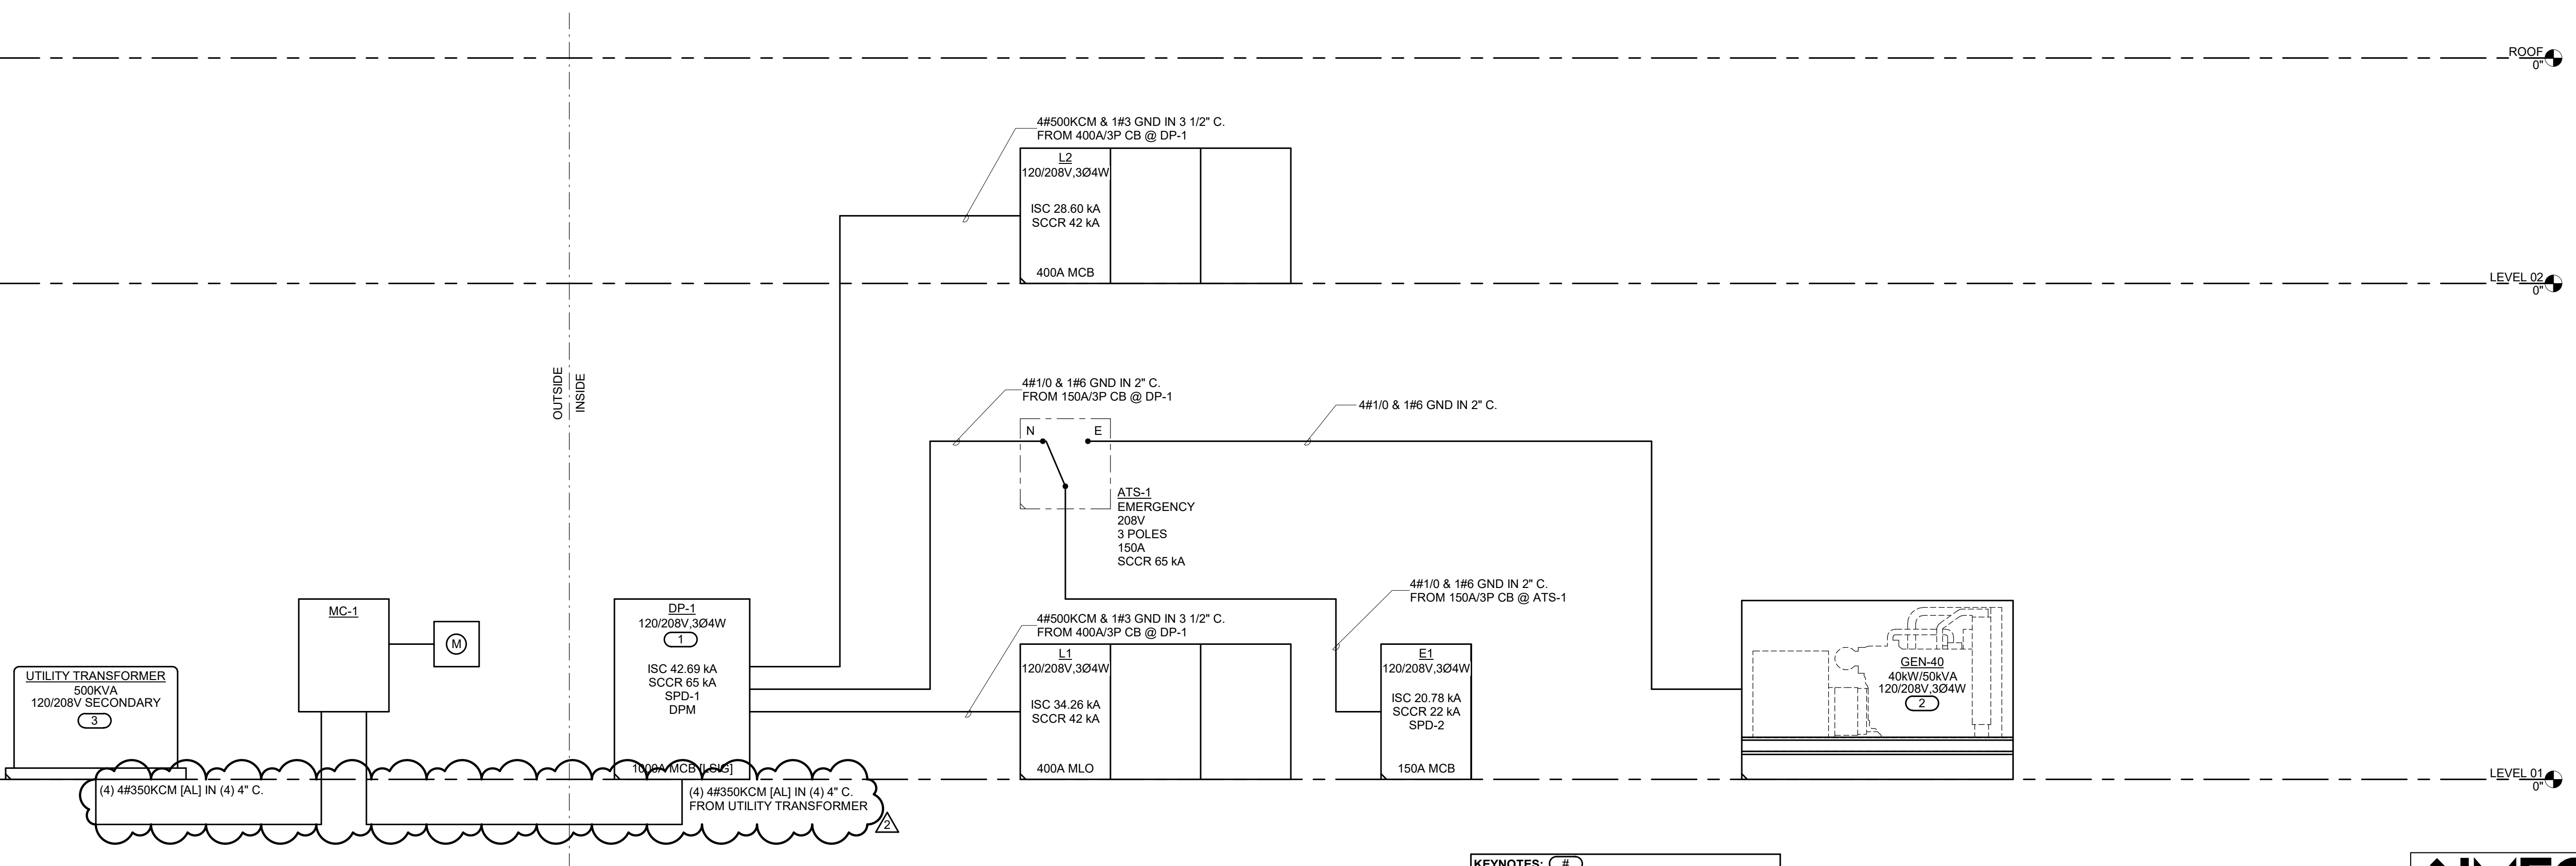 ROOF
0"
4#500KCM & 1#3 GND IN 3 1/2" C.
FROM 400A/3P CB @ DP-1
L2
120/208V,3Ø4W
ISC 28.60 kA
SCCR 42 kA
400A MCB
LEVEL 02
0"
OUTSIDE
INSIDE
4#1/0 & 1#6 GND IN 2" C.
FROM 150A/3P CB @ DP-1
4#1/0 & 1#6 GND IN 2" C.
N
E
ATS-1
EMERGENCY
208V
3 POLES
150A
SCCR 65 kA
4#1/0 & 1#6 GND IN 2" C.
FROM 150A/3P CB @ ATS-1
MC-1
M
DP-1
120/208V,3Ø4W
1
ISC 42.69 kA
SCCR 65 kA
SPD-1
DPM
1000A MCB [LSIG]
4#500KCM & 1#3 GND IN 3 1/2" C.
FROM 400A/3P CB @ DP-1
L1
120/208V,3Ø4W
ISC 34.26 kA
SCCR 42 kA
400A MLO
E1
120/208V,3Ø4W
ISC 20.78 kA
SCCR 22 kA
SPD-2
150A MCB
GEN-40
40kW/50kVA
120/208V,3Ø4W
2
UTILITY TRANSFORMER
500KVA
120/208V SECONDARY
3
LEVEL 01
0"
(4) 4#350KCM [AL] IN (4) 4" C.
(4) 4#350KCM [AL] IN (4) 4" C.
FROM UTILITY TRANSFORMER
2
KEYNOTES: #